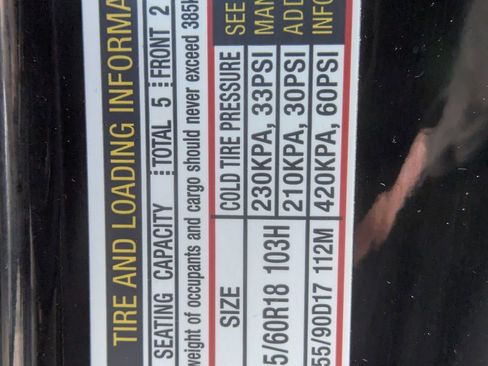 TIRE AND LOADING INFORMA
SEATING CAPACITY TOTAL 5 FRONT 2
weight of occupants and cargo should never exceed 385K
SIZE COLD TIRE PRESSURE SEE
MAN
5/60R18 103H 230KPA, 33PSI
210KPA, 30PSI ADD
55/90D17 112M 420KPA, 60PSI INFO